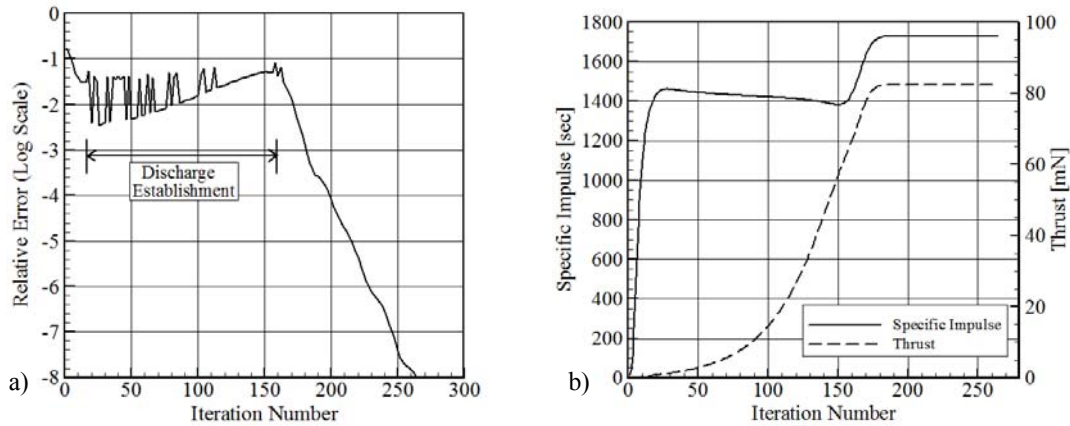 0
-1
-2
-3
-4
-5
-6
-7
-8
Relative Error (Log Scale)
Discharge
Establishment
0 50 100 150 200 250 300
Iteration Number
a)
1800
1600
1400
1200
1000
800
600
400
200
0
Specific Impulse [sec]
100
80
60
40
20
0
Thrust [mN]
Specific Impulse
Thrust
0 50 100 150 200 250
Iteration Number
b)